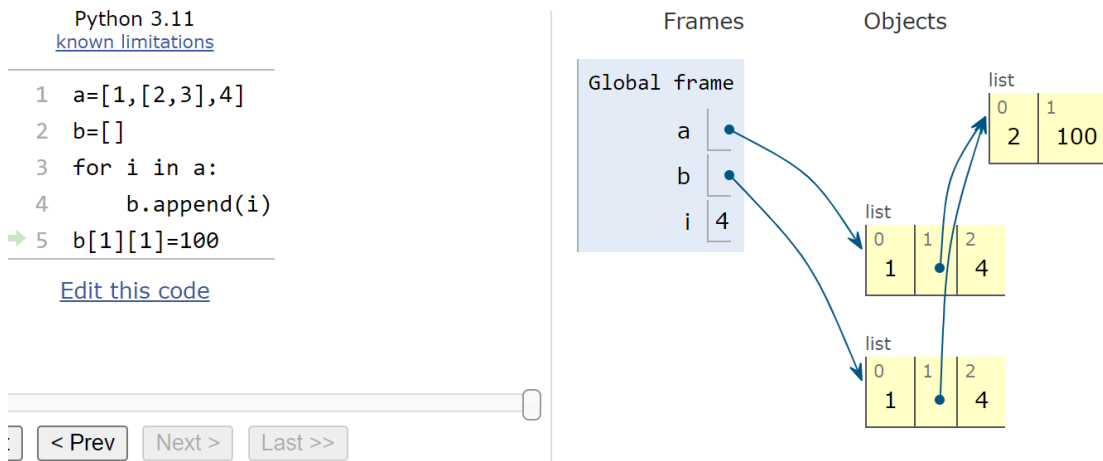 Python 3.11
known limitations
1 a=[1,[2,3],4]
2 b=[]
3 for i in a:
4     b.append(i)
5 b[1][1]=100
Edit this code
< Prev
Next >
Last >>
Frames
Objects
Global frame
a
b
i 4
list
0 1
2 100
list
0 1 2
1 4
list
0 1 2
1 4